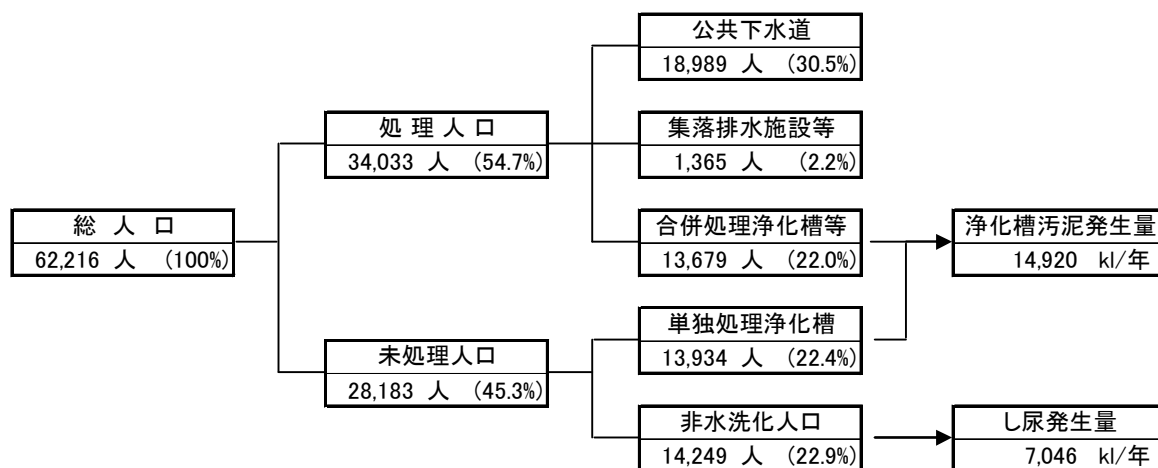 公共下水道
18,989 人 (30.5%)
処 理 人 口
34,033 人 (54.7%)
集落排水施設等
1,365 人 (2.2%)
総 人 口
62,216 人 (100%)
合併処理浄化槽等
13,679 人 (22.0%)
浄化槽汚泥発生量
14,920 kl/年
単独処理浄化槽
13,934 人 (22.4%)
未処理人口
28,183 人 (45.3%)
非水洗化人口
14,249 人 (22.9%)
し尿発生量
7,046 kl/年